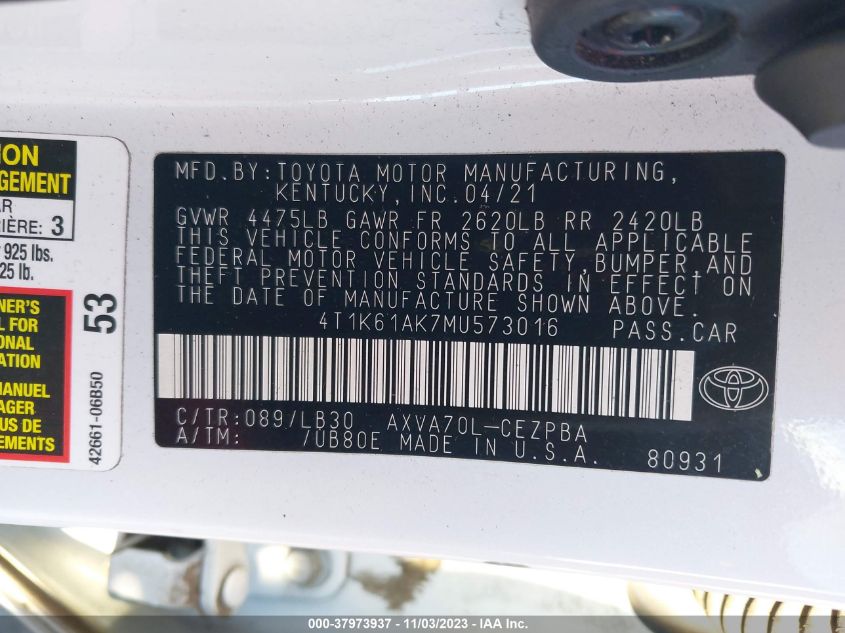 MFD.BY:TOYOTA MOTOR MANUFACTURING,
KENTUCKY,INC.04/21
GVWR 4475LB GAWR FR 2620LB RR 2420LB
THIS VEHICLE CONFORMS TO ALL APPLICABLE
FEDERAL MOTOR VEHICLE SAFETY,BUMPER,AND
THEFT PREVENTION STANDARDS IN EFFECT ON
THE DATE OF MANUFACTURE SHOWN ABOVE.
4T1K61AK7MU573016 PASS.CAR
C/TR:089/LB30 AXVA70L-CEZPBA
A/TM: /UB80E MADE IN U.S.A. 80931
ION
GEMENT
AR
IÈRE: 3
925 lbs.
25 lb.
NER'S
L FOR
ONAL
ATION
MANUEL
AGER
PLUS
53
42661-06B50
000-37973937 - 11/03/2023 - IAA Inc.